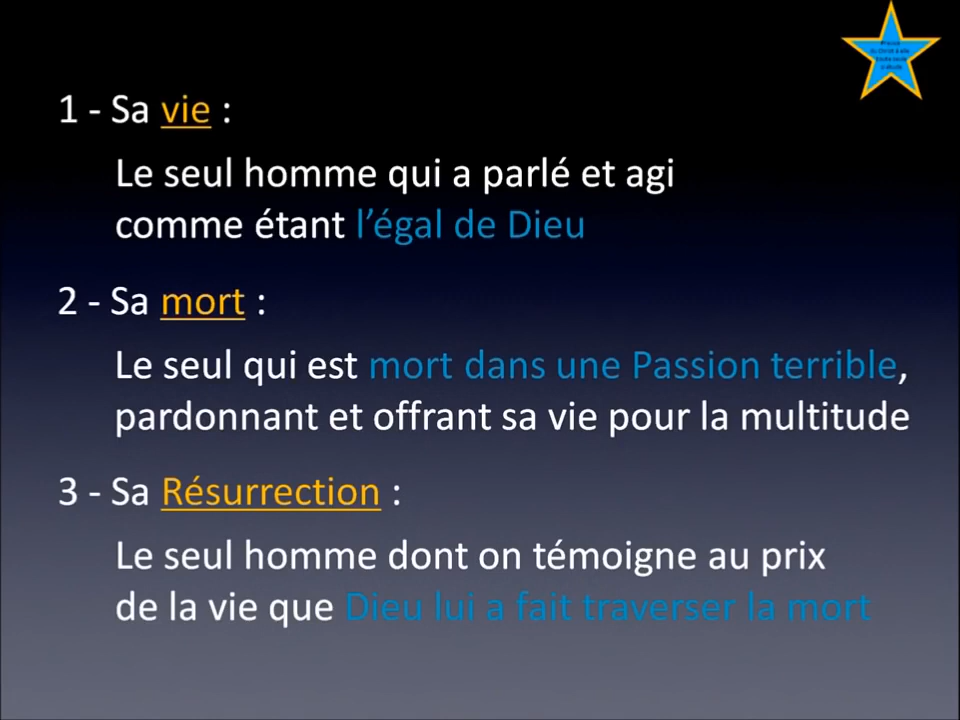 1 - Sa vie :
Le seul homme qui a parlé et agi
comme étant l’égal de Dieu
2 - Sa mort :
Le seul qui est mort dans une Passion terrible,
pardonnant et offrant sa vie pour la multitude
3 - Sa Résurrection :
Le seul homme dont on témoigne au prix
de la vie que Dieu lui a fait traverser la mort